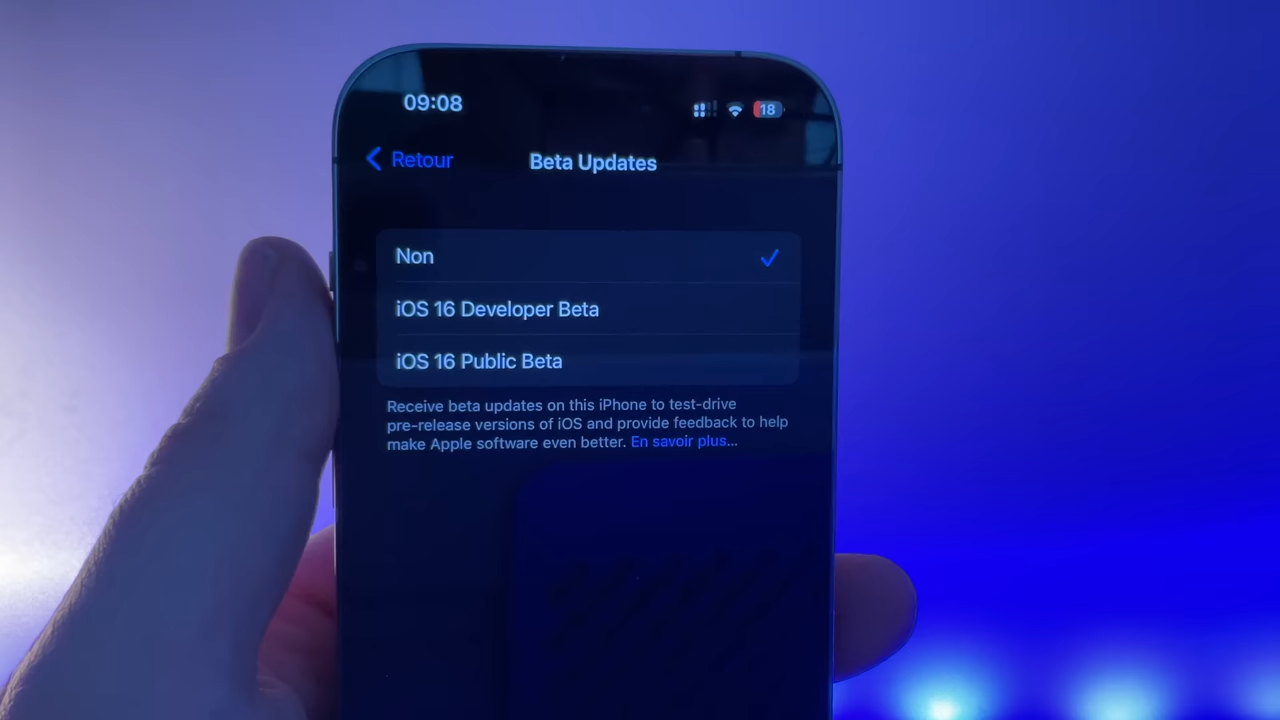 09:08
18
Retour
Beta Updates
Non
iOS 16 Developer Beta
iOS 16 Public Beta
Receive beta updates on this iPhone to test-drive
pre-release versions of iOS and provide feedback to help
make Apple software even better. En savoir plus...